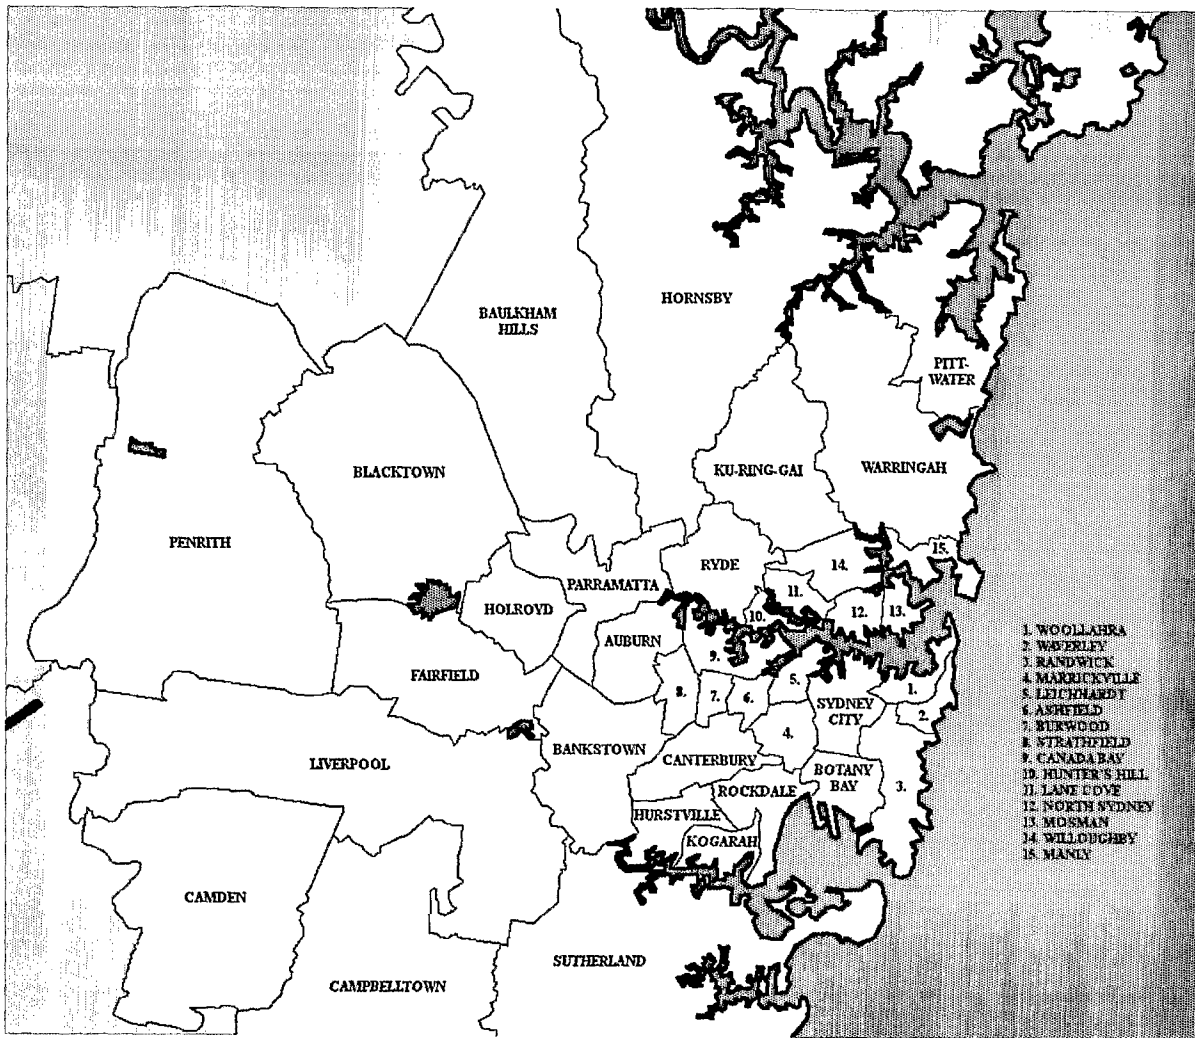 BAULKHAM
HILLS
HORNSBY
PITT-
WATER
BLACKTOWN
KU-RING-GAI
WARRINGAH
PENRITH
RYDE
14.
15.
PARRAMATTA
11.
HOLROYD
10.
12.
13.
AUBURN
9.
FAIRFIELD
8.
7.
6.
5.
SYDNEY
CITY
1.
2.
4.
BANKSTOWN
CANTERBURY
LIVERPOOL
BOTANY
BAY
3.
ROCKDALE
HURSTVILLE
KOGARAH
CAMDEN
SUTHERLAND
CAMPBELLTOWN
1. WOOLLAHRA
2. WAVERLEY
3. RANDWICK
4. MARRICKVILLE
5. LEICHHARDT
6. ASHFIELD
7. BURWOOD
8. STRATHFIELD
9. CANADA BAY
10. HUNTER'S HILL
11. LANE COVE
12. NORTH SYDNEY
13. MOSMAN
14. WILLOUGHBY
15. MANLY